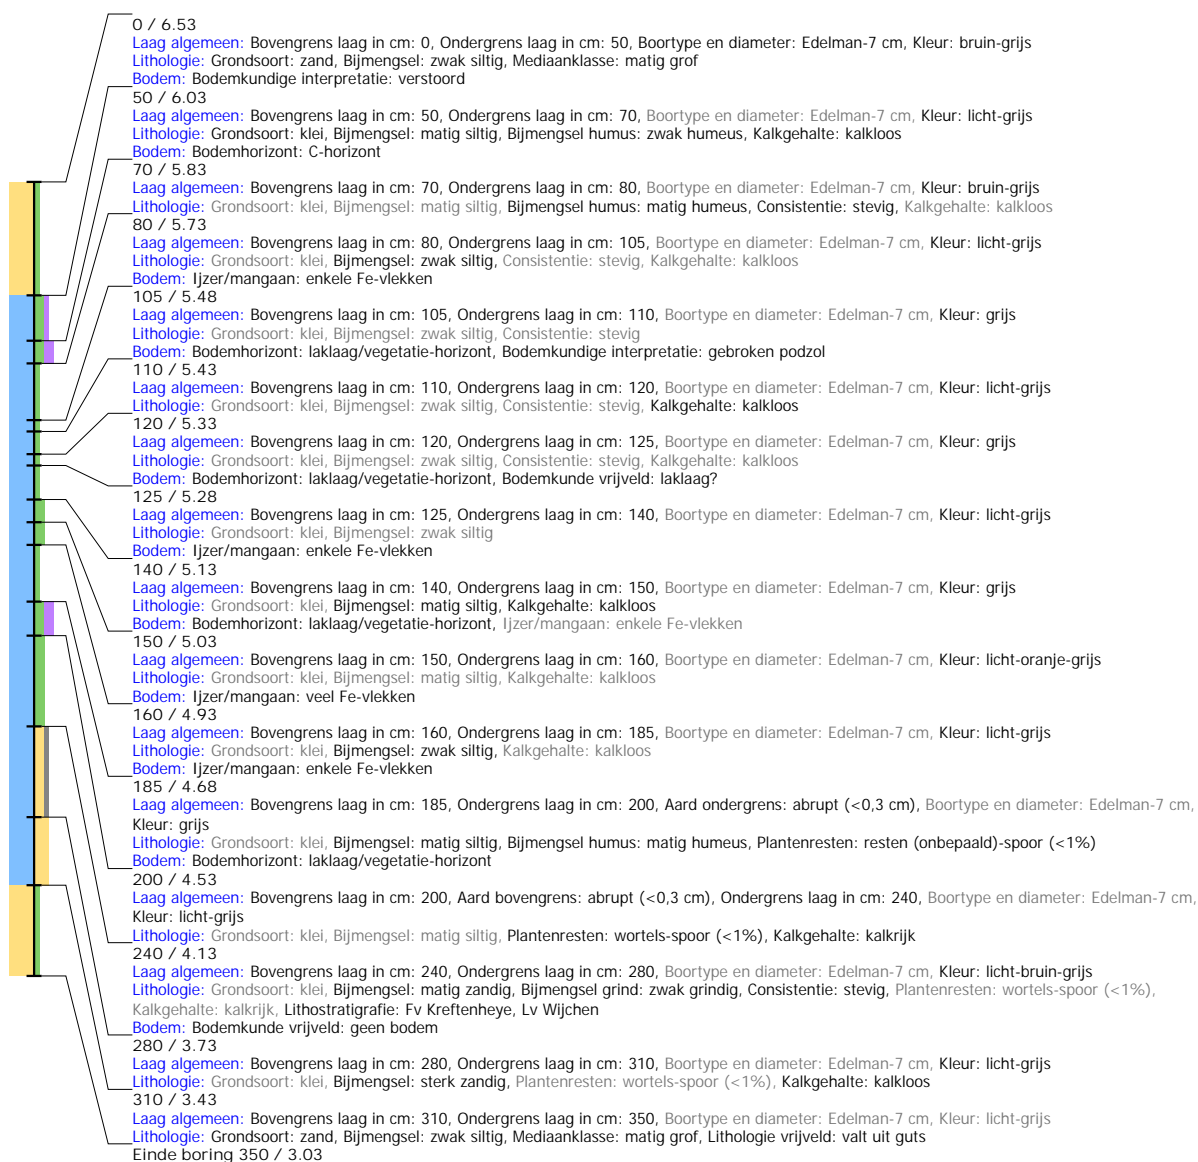 0 / 6.53
Laag algemeen: Bovengrens laag in cm: 0, Ondergrens laag in cm: 50, Boortype en diameter: Edelman-7 cm, Kleur: bruin-grijs
Lithologie: Grondsoort: zand, Bijmengsel: zwak siltig, Mediaanklasse: matig grof
Bodem: Bodemkundige interpretatie: verstoord
50 / 6.03
Laag algemeen: Bovengrens laag in cm: 50, Ondergrens laag in cm: 70, Boortype en diameter: Edelman-7 cm, Kleur: licht-grijs
Lithologie: Grondsoort: klei, Bijmengsel: matig siltig, Bijmengsel humus: zwak humeus, Kalkgehalte: kalkloos
Bodem: Bodemhorizont: C-horizont
70 / 5.83
Laag algemeen: Bovengrens laag in cm: 70, Ondergrens laag in cm: 80, Boortype en diameter: Edelman-7 cm, Kleur: bruin-grijs
Lithologie: Grondsoort: klei, Bijmengsel: matig siltig, Bijmengsel humus: matig humeus, Consistentie: stevig, Kalkgehalte: kalkloos
80 / 5.73
Laag algemeen: Bovengrens laag in cm: 80, Ondergrens laag in cm: 105, Boortype en diameter: Edelman-7 cm, Kleur: licht-grijs
Lithologie: Grondsoort: klei, Bijmengsel: zwak siltig, Consistentie: stevig, Kalkgehalte: kalkloos
Bodem: Ijzer/mangaan: enkele Fe-vlekken
105 / 5.48
Laag algemeen: Bovengrens laag in cm: 105, Ondergrens laag in cm: 110, Boortype en diameter: Edelman-7 cm, Kleur: grijs
Lithologie: Grondsoort: klei, Bijmengsel: zwak siltig, Consistentie: stevig
Bodem: Bodemhorizont: laklaag/vegetatie-horizont, Bodemkundige interpretatie: gebroken podzol
110 / 5.43
Laag algemeen: Bovengrens laag in cm: 110, Ondergrens laag in cm: 120, Boortype en diameter: Edelman-7 cm, Kleur: licht-grijs
Lithologie: Grondsoort: klei, Bijmengsel: zwak siltig, Consistentie: stevig, Kalkgehalte: kalkloos
120 / 5.33
Laag algemeen: Bovengrens laag in cm: 120, Ondergrens laag in cm: 125, Boortype en diameter: Edelman-7 cm, Kleur: grijs
Lithologie: Grondsoort: klei, Bijmengsel: zwak siltig, Consistentie: stevig, Kalkgehalte: kalkloos
Bodem: Bodemhorizont: laklaag/vegetatie-horizont, Bodemkunde vrijveld: laklaag?
125 / 5.28
Laag algemeen: Bovengrens laag in cm: 125, Ondergrens laag in cm: 140, Boortype en diameter: Edelman-7 cm, Kleur: licht-grijs
Lithologie: Grondsoort: klei, Bijmengsel: zwak siltig
Bodem: Ijzer/mangaan: enkele Fe-vlekken
140 / 5.13
Laag algemeen: Bovengrens laag in cm: 140, Ondergrens laag in cm: 150, Boortype en diameter: Edelman-7 cm, Kleur: grijs
Lithologie: Grondsoort: klei, Bijmengsel: matig siltig, Kalkgehalte: kalkloos
Bodem: Bodemhorizont: laklaag/vegetatie-horizont, Ijzer/mangaan: enkele Fe-vlekken
150 / 5.03
Laag algemeen: Bovengrens laag in cm: 150, Ondergrens laag in cm: 160, Boortype en diameter: Edelman-7 cm, Kleur: licht-oranje-grijs
Lithologie: Grondsoort: klei, Bijmengsel: matig siltig, Kalkgehalte: kalkloos
Bodem: Ijzer/mangaan: veel Fe-vlekken
160 / 4.93
Laag algemeen: Bovengrens laag in cm: 160, Ondergrens laag in cm: 185, Boortype en diameter: Edelman-7 cm, Kleur: licht-grijs
Lithologie: Grondsoort: klei, Bijmengsel: zwak siltig, Kalkgehalte: kalkloos
Bodem: Ijzer/mangaan: enkele Fe-vlekken
185 / 4.68
Laag algemeen: Bovengrens laag in cm: 185, Ondergrens laag in cm: 200, Aard ondergrens: abrupt (<0,3 cm), Boortype en diameter: Edelman-7 cm,
Kleur: grijs
Lithologie: Grondsoort: klei, Bijmengsel: matig siltig, Bijmengsel humus: matig humeus, Plantenresten: resten (onbepaald)-spoor (<1%)
Bodem: Bodemhorizont: laklaag/vegetatie-horizont
200 / 4.53
Laag algemeen: Bovengrens laag in cm: 200, Aard bovengrens: abrupt (<0,3 cm), Ondergrens laag in cm: 240, Boortype en diameter: Edelman-7 cm,
Kleur: licht-grijs
Lithologie: Grondsoort: klei, Bijmengsel: matig siltig, Plantenresten: wortels-spoor (<1%), Kalkgehalte: kalkrijk
240 / 4.13
Laag algemeen: Bovengrens laag in cm: 240, Ondergrens laag in cm: 280, Boortype en diameter: Edelman-7 cm, Kleur: licht-bruin-grijs
Lithologie: Grondsoort: klei, Bijmengsel: matig zandig, Bijmengsel grind: zwak grindig, Consistentie: stevig, Plantenresten: wortels-spoor (<1%),
Kalkgehalte: kalkrijk, Lithostratigrafie: Fv Kreftenheye, Lv Wijchen
Bodem: Bodemkunde vrijveld: geen bodem
280 / 3.73
Laag algemeen: Bovengrens laag in cm: 280, Ondergrens laag in cm: 310, Boortype en diameter: Edelman-7 cm, Kleur: licht-grijs
Lithologie: Grondsoort: klei, Bijmengsel: sterk zandig, Plantenresten: wortels-spoor (<1%), Kalkgehalte: kalkloos
310 / 3.43
Laag algemeen: Bovengrens laag in cm: 310, Ondergrens laag in cm: 350, Boortype en diameter: Edelman-7 cm, Kleur: licht-grijs
Lithologie: Grondsoort: zand, Bijmengsel: zwak siltig, Mediaanklasse: matig grof, Lithologie vrijveld: valt uit guts
Einde boring 350 / 3.03